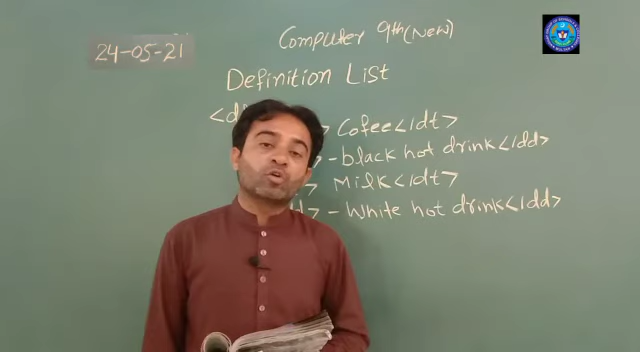 24-05-21
Computer 9th (New)
Definition List
<dl> Cofee</dt>
- black hot drink</dd>
Milk</dt>
- White hot drink</dd>